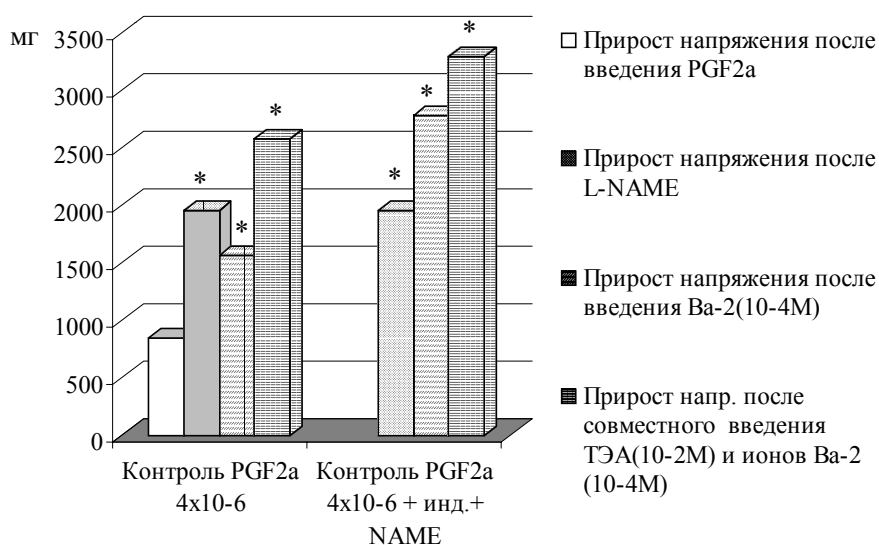 мг
3500
3000
2500
2000
1500
1000
500
0
* * *
* * *
Контроль PGF2a
4x10-6
Контроль PGF2a
4x10-6 + инд.+
NAME
Прирост напряжения после
введения PGF2a
Прирост напряжения после
L-NAME
Прирост напряжения после
введения Ba-2(10-4M)
Прирост напр. после
совместного введения
ТЭА(10-2M) и ионов Ba-2
(10-4M)